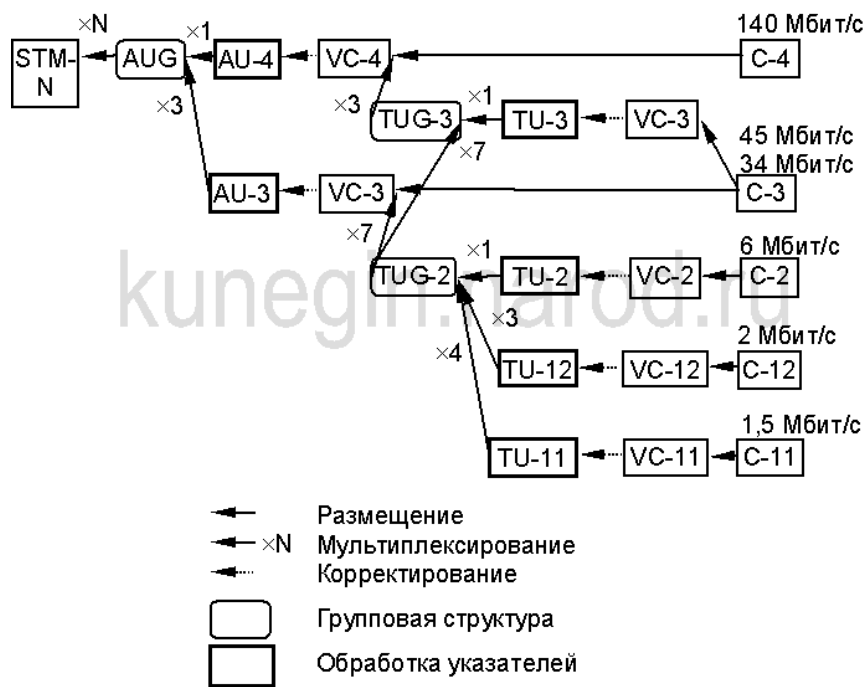 ×N ×1 140 Мбит/с
STM-N AUG AU-4 VC-4 C-4
×3 ×3 ×1
TUG-3 TU-3 VC-3
×7 45 Мбит/с
34 Мбит/с
AU-3 VC-3 C-3
×7 ×1 6 Мбит/с
TUG-2 TU-2 VC-2 C-2
kunegin.narod.ru
×3 2 Мбит/с
×4
TU-12 VC-12 C-12
1,5 Мбит/с
TU-11 VC-11 C-11
Размещение
×N Мультиплексирование
Корректирование
Групповая структура
Обработка указателей